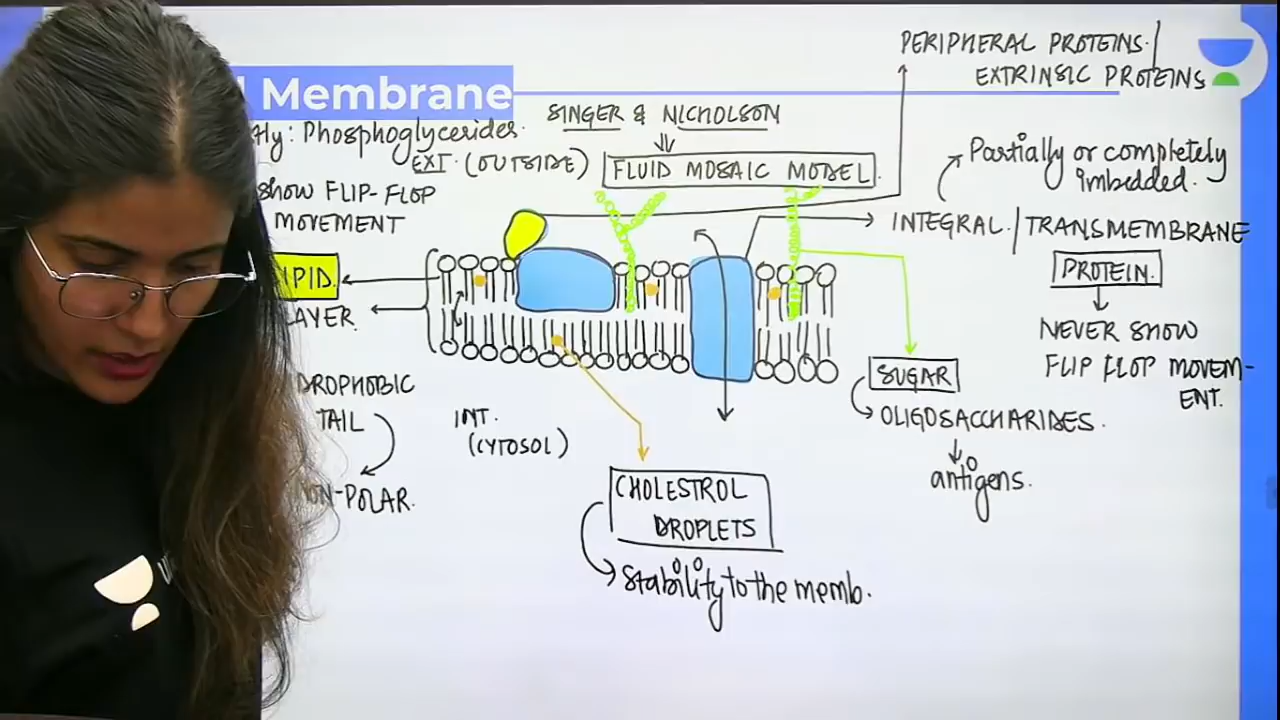 Membrane
Phosphoglycerides.
SINGER & NICHOLSON
EXT. (OUTSIDE)
FLUID MOSAIC MODEL.
PERIPHERAL PROTEINS. /
EXTRINSIC PROTEINS
SHOW FLIP-FLOP
MOVEMENT
Partially or completely
imbedded.
INTEGRAL / TRANSMEMBRANE
PROTEIN.
NEVER SHOW
FLIP FLOP MOVEM-
ENT.
SUGAR
OLIGOSACCHARIDES.
antigens.
TAIL
INT.
(CYTOSOL)
CHOLESTROL
DROPLETS
Stability to the memb.